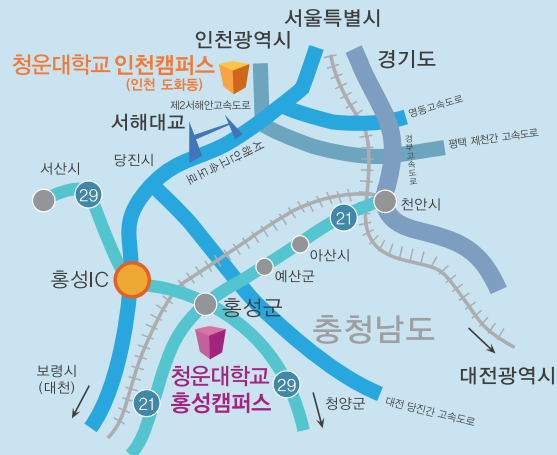 서울특별시
인천광역시
경기도
청운대학교 인천캠퍼스
(인천 도화동)
제2서해안고속도로
영동고속도로
서해대교
평택 제천간 고속도로
경부고속도로
서해안고속도로
당진시
서산시
29
천안시
21
아산시
예산군
홍성IC
홍성군
충청남도
보령시
(대천)
청운대학교
홍성캠퍼스
대전광역시
29
21
청양군
대전 당진간 고속도로